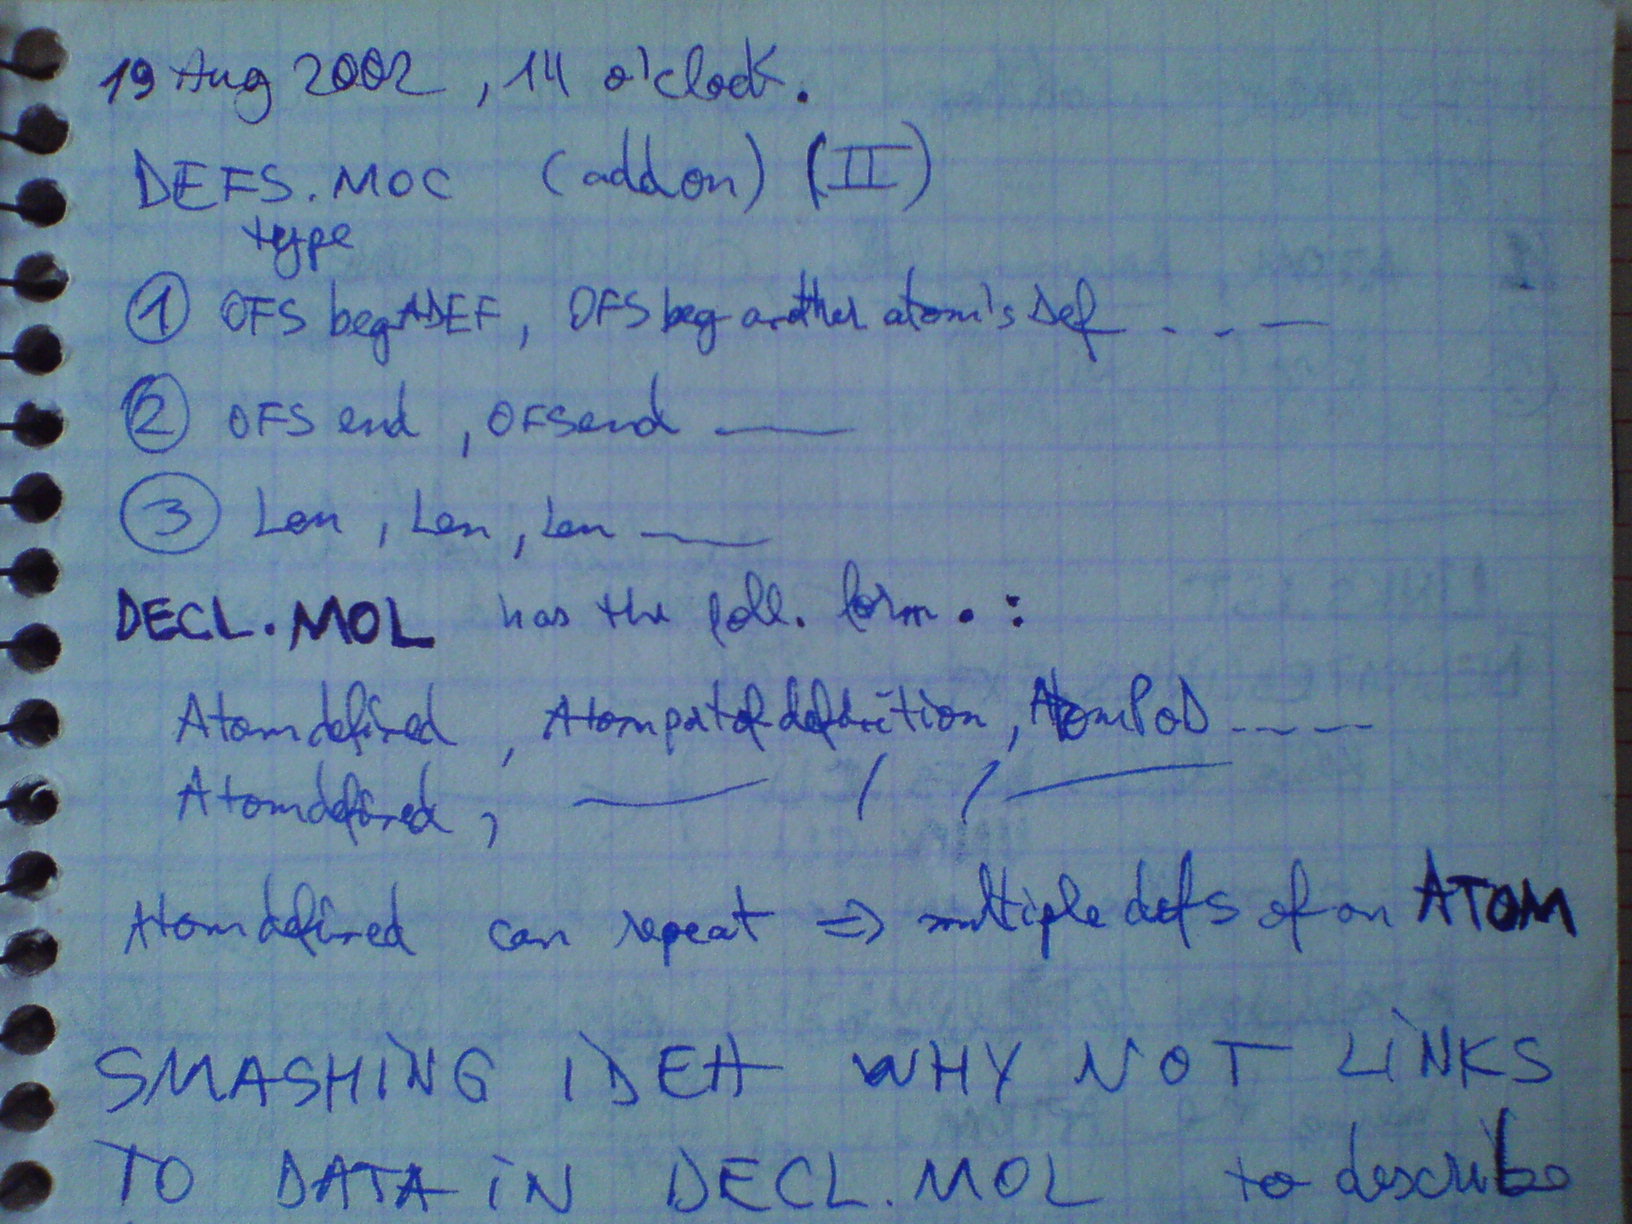 19 Aug 2002, 14 o'clock.
DEFS.MOC (addon) (II)
type
① OFS beg ADEF, OFS beg another atom's Def . . . —
② OFS end, OFSend ——
③ Len, Len, Len ——
DECL.MOL has the foll. form. :
Atomdefined, Atompartofdefinition, AtomPoD -----
Atomdefined, —— / / ——
Atomdefined can repeat => multiple defs of an ATOM
SMASHING IDEA WHY NOT LINKS
TO DATA IN DECL.MOL to describe